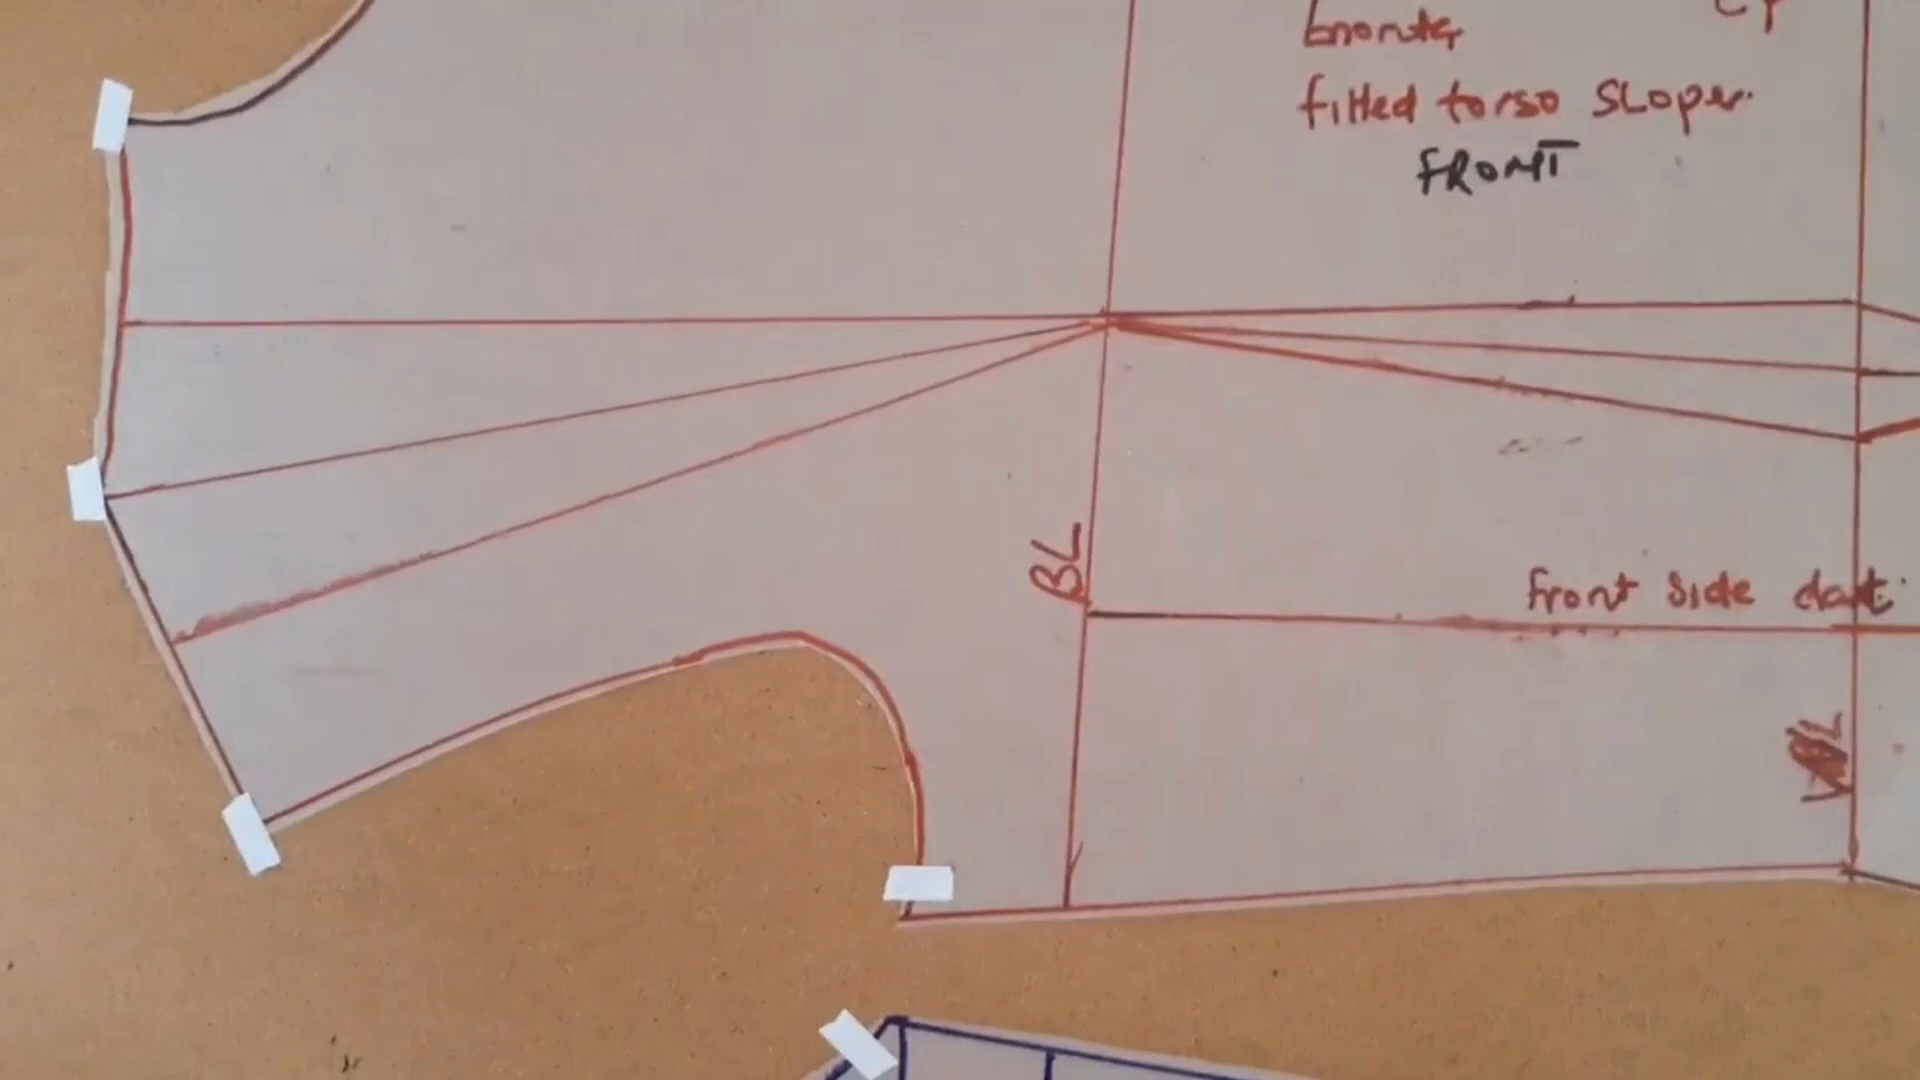 fitted torso SLoper.
FRONT
BL
front side dart.